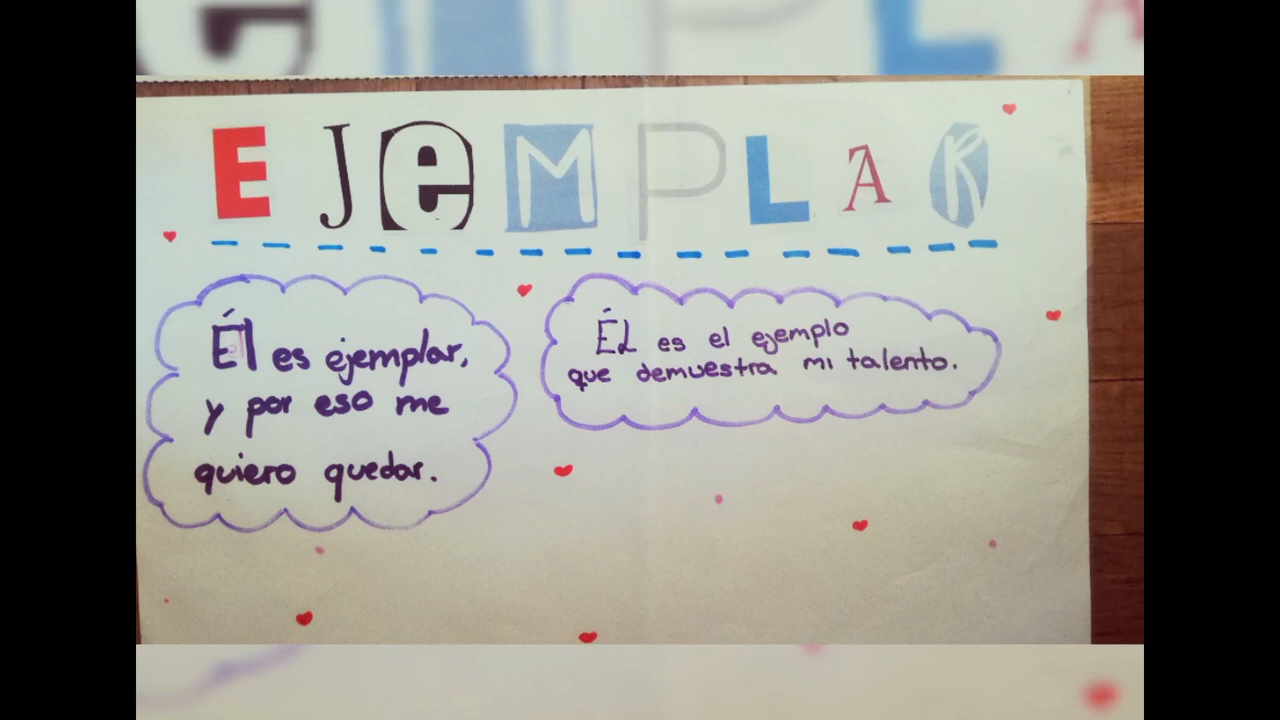 EJeMPLAR
Él es ejemplar,
y por eso me
quiero quedar.
ÉL es el ejemplo
que demuestra mi talento.